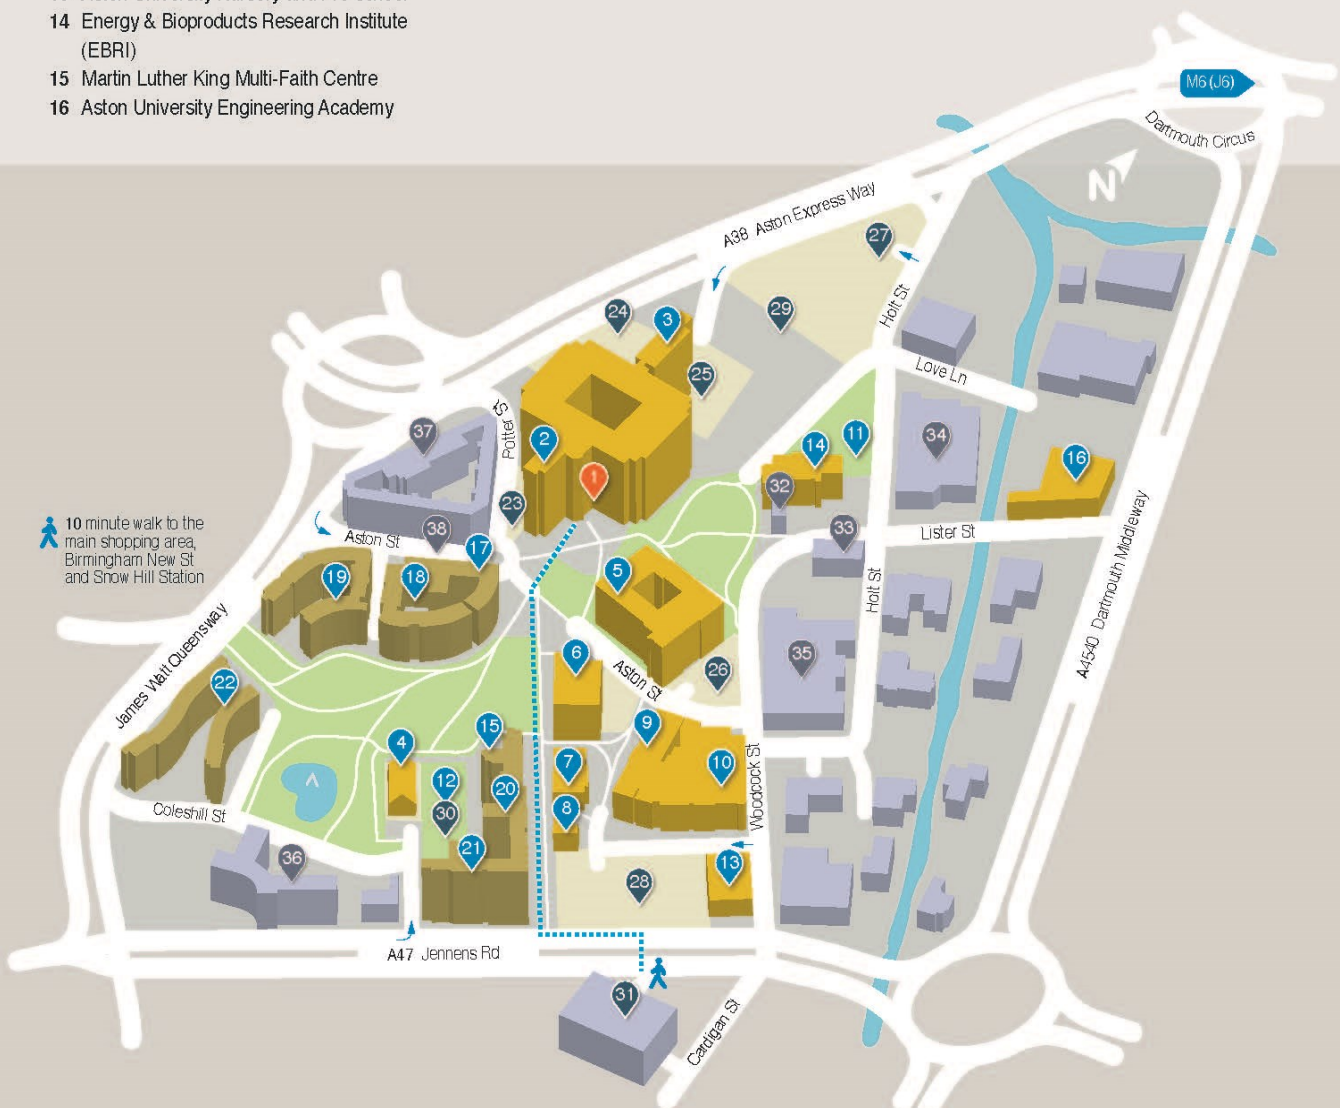 14 Energy & Bioproducts Research Institute
(EBRI)
15 Martin Luther King Multi-Faith Centre
16 Aston University Engineering Academy
M6 (J6)
Dartmouth Circus
N
A38 Aston Express Way
27
Holt St
24
3
29
25
Love Ln
Potter St
37
2
14
11
34
16
1
32
23
10 minute walk to the
main shopping area,
Birmingham New St
and Snow Hill Station
Aston St
38
17
33
Lister St
19
18
5
Holt St
A4540 Dartmouth Middleway
James Watt Queensway
22
6
Aston St
26
35
4
15
9
7
10
Woodcock St
12
20
30
8
Coleshill St
21
36
13
28
A47 Jennens Rd
31
Cardigan St